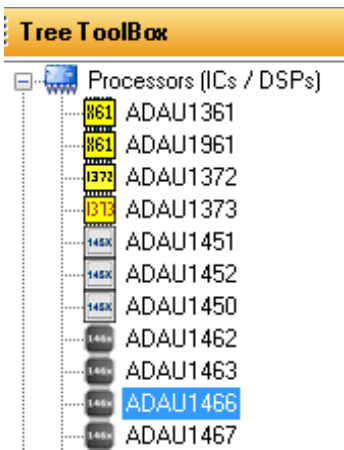 Tree ToolBox
Processors (ICs / DSPs)
X61 ADAU1361
X61 ADAU1961
1372 ADAU1372
1373 ADAU1373
145X ADAU1451
145X ADAU1452
145X ADAU1450
146x ADAU1462
146x ADAU1463
146x ADAU1466
146x ADAU1467